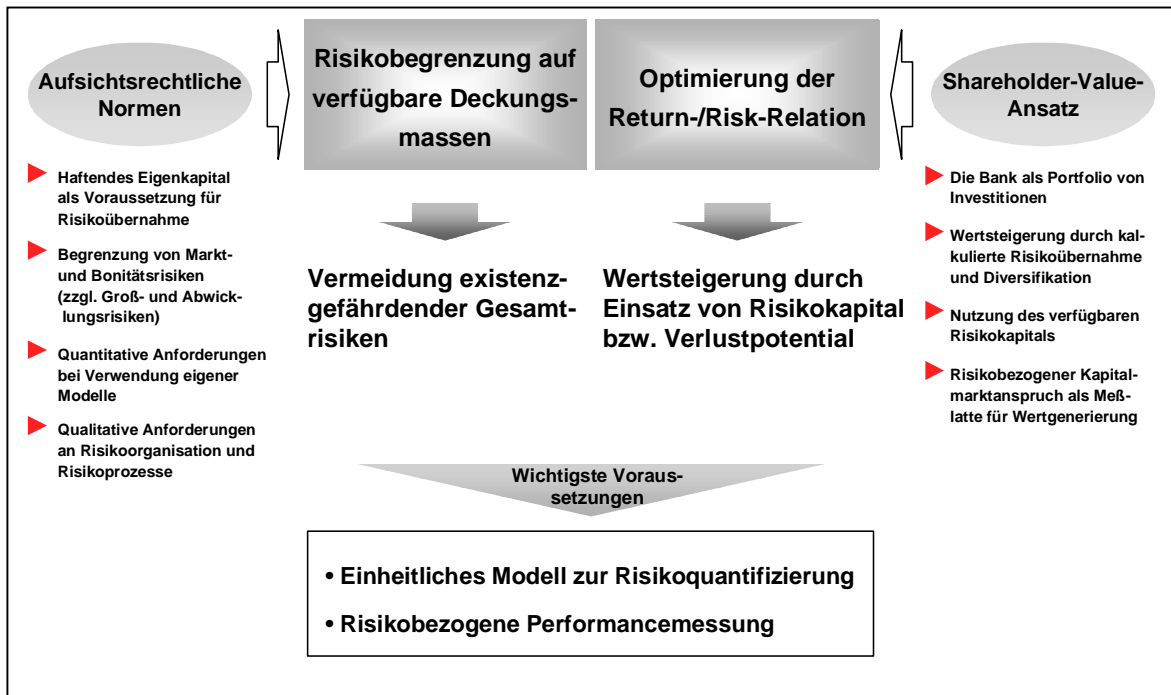 Aufsichtsrechtliche
Normen
Haftendes Eigenkapital
als Voraussetzung für
Risikoübernahme
Begrenzung von Markt-
und Bonitätsrisiken
(zzgl. Groß- und Abwick-
lungsrisiken)
Quantitative Anforderungen
bei Verwendung eigener
Modelle
Qualitative Anforderungen
an Risikoorganisation und
Risikoprozesse
Risikobegrenzung auf
verfügbare Deckungs-
massen
Vermeidung existenz-
gefährdender Gesamt-
risiken
Optimierung der
Return-/Risk-Relation
Wertsteigerung durch
Einsatz von Risikokapital
bzw. Verlustpotential
Shareholder-Value-
Ansatz
Die Bank als Portfolio von
Investitionen
Wertsteigerung durch kal-
kulierte Risikoübernahme
und Diversifikation
Nutzung des verfügbaren
Risikokapitals
Risikobezogener Kapital-
marktanspruch als Meß-
latte für Wertgenerierung
Wichtigste Voraus-
setzungen
• Einheitliches Modell zur Risikoquantifizierung
• Risikobezogene Performancemessung